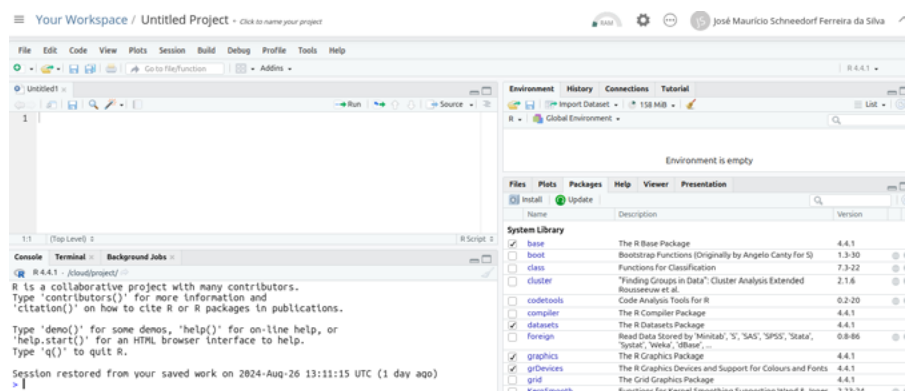 Your Workspace / Untitled Project • Click to name your project
RAM
JS José Maurício Schneedorf Ferreira da Silva
File Edit Code View Plots Session Build Debug Profile Tools Help
Go to file/function Addins
R 4.4.1
Untitled1
Run Source
1
1:1 (Top Level) R Script
Console Terminal Background Jobs
R 4.4.1 · /cloud/project/
R is a collaborative project with many contributors.
Type 'contributors()' for more information and
'citation()' on how to cite R or R packages in publications.
Type 'demo()' for some demos, 'help()' for on-line help, or
'help.start()' for an HTML browser interface to help.
Type 'q()' to quit R.
Session restored from your saved work on 2024-Aug-26 13:11:15 UTC (1 day ago)
>
Environment History Connections Tutorial
Import Dataset 158 MiB List
R Global Environment
Environment is empty
Files Plots Packages Help Viewer Presentation
Install Update
Name Description Version
System Library
base The R Base Package 4.4.1
boot Bootstrap Functions (Originally by Angelo Canty for S) 1.3-30
class Functions for Classification 7.3-22
cluster "Finding Groups in Data": Cluster Analysis Extended 2.1.6
Rousseeuw et al.
codetools Code Analysis Tools for R 0.2-20
compiler The R Compiler Package 4.4.1
datasets The R Datasets Package 4.4.1
foreign Read Data Stored by 'Minitab', 'S', 'SAS', 'SPSS', 'Stata', 0.8-86
'Systat', 'Weka', 'dBase', ...
graphics The R Graphics Package 4.4.1
grDevices The R Graphics Devices and Support for Colours and Fonts 4.4.1
grid The Grid Graphics Package 4.4.1